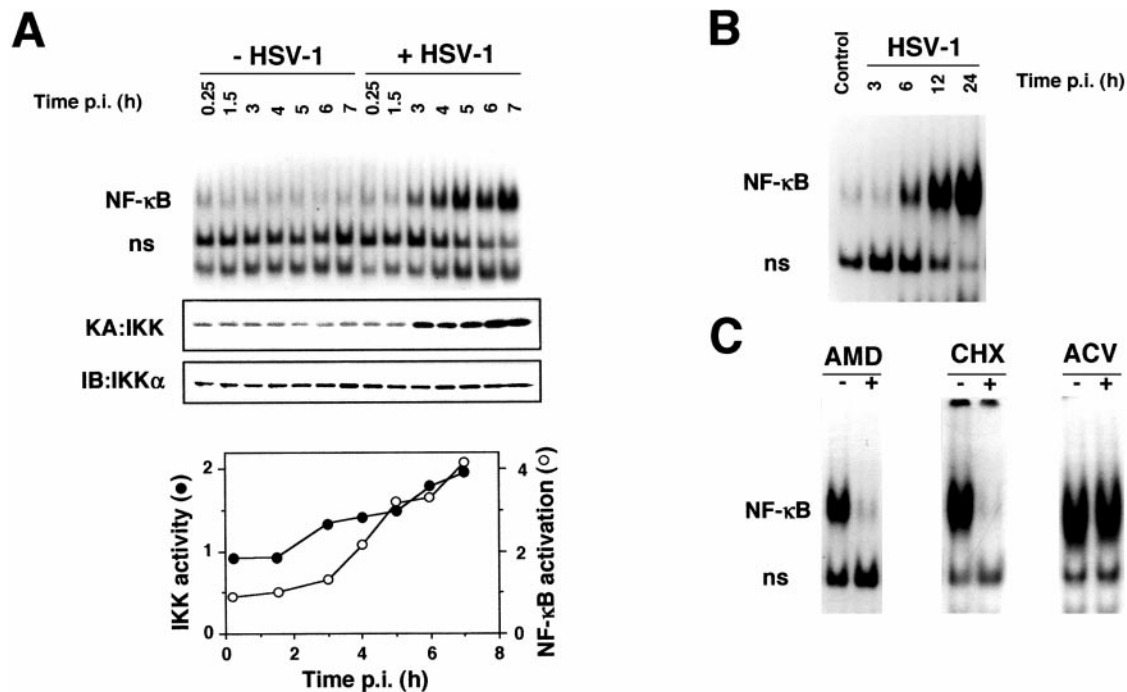 A
- HSV-1 + HSV-1
Time p.i. (h) 0.25 1.5 3 4 5 6 7 0.25 1.5 3 4 5 6 7
NF-κB
ns
KA:IKK
IB:IKKα
IKK activity (●)
2
1
0
NF-κB activation (○)
4
2
0
0 2 4 6 8
Time p.i. (h)
B
Control HSV-1
3 6 12 24 Time p.i. (h)
NF-κB
ns
C
AMD CHX ACV
- + - + - +
NF-κB
ns